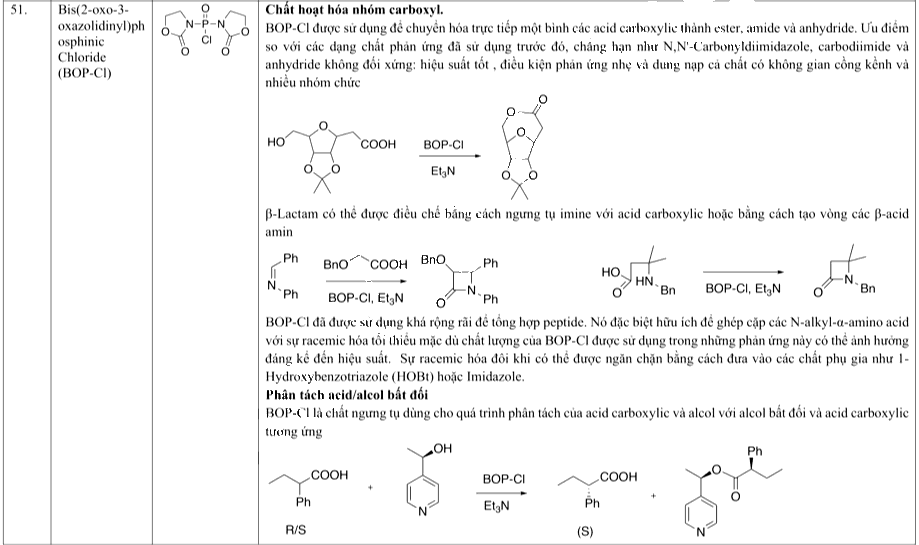 51.
Bis(2-oxo-3-
oxazolidinyl)ph
osphinic
Chloride
(BOP-Cl)
O
O N P N O
Cl
O O
Chất hoạt hóa nhóm carboxyl.
BOP-Cl được sử dụng để chuyển hóa trực tiếp một bình các acid carboxylic thành ester, amide và anhydride. Ưu điểm
so với các dạng chất phản ứng đã sử dụng trước đó, chẳng hạn như N,N'-Carbonyldiimidazole, carbodiimide và
anhydride không đối xứng: hiệu suất tốt , điều kiện phản ứng nhẹ và dung nạp cả chất có không gian cồng kềnh và
nhiều nhóm chức
HO O COOH
O O
BOP-Cl
Et3N
O O
O
O O
β-Lactam có thể được điều chế bằng cách ngưng tụ imine với acid carboxylic hoặc bằng cách tạo vòng các β-acid
amin
Ph
N Ph
BnO COOH
BOP-Cl, Et3N
BnO Ph
O N Ph
HO
O HN Bn
BOP-Cl, Et3N
O N Bn
BOP-Cl đã được sử dụng khá rộng rãi để tổng hợp peptide. Nó đặc biệt hữu ích để ghép cặp các N-alkyl-α-amino acid
với sự racemic hóa tối thiểu mặc dù chất lượng của BOP-Cl được sử dụng trong những phản ứng này có thể ảnh hưởng
đáng kể đến hiệu suất. Sự racemic hóa đôi khi có thể được ngăn chặn bằng cách đưa vào các chất phụ gia như 1-
Hydroxybenzotriazole (HOBt) hoặc Imidazole.
Phân tách acid/alcol bất đối
BOP-Cl là chất ngưng tụ dùng cho quá trình phân tách của acid carboxylic và alcol với alcol bất đối và acid carboxylic
tương ứng
COOH
Ph
R/S
+
OH
N
BOP-Cl
Et3N
COOH
Ph
(S)
+
Ph
O
O
N